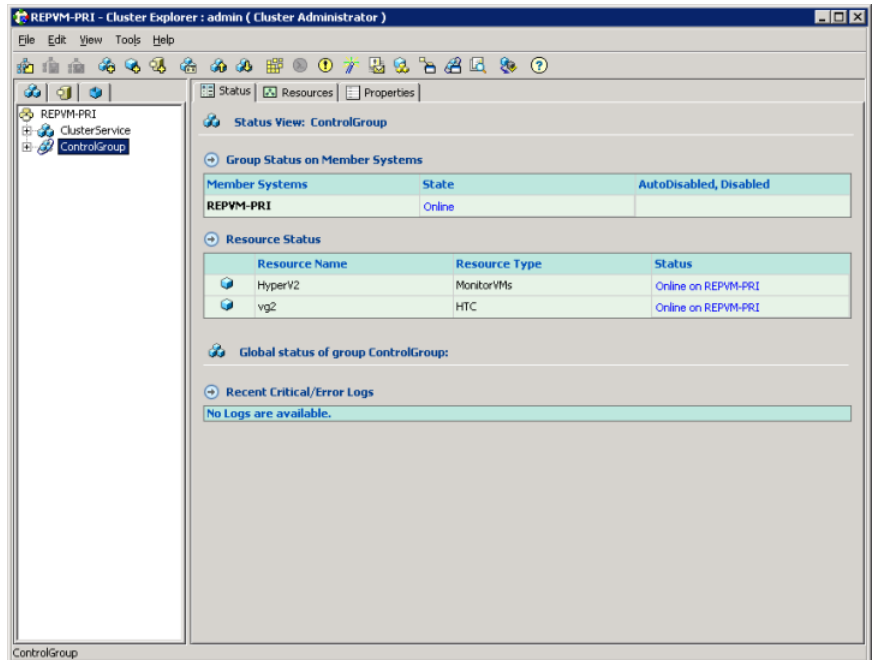 REPVM-PRI - Cluster Explorer : admin ( Cluster Administrator )
File Edit View Tools Help
Status Resources Properties
REPVM-PRI
ClusterService
ControlGroup
Status View: ControlGroup
Group Status on Member Systems
Member Systems State AutoDisabled, Disabled
REPVM-PRI Online
Resource Status
Resource Name Resource Type Status
HyperV2 MonitorVMs Online on REPVM-PRI
vg2 HTC Online on REPVM-PRI
Global status of group ControlGroup:
Recent Critical/Error Logs
No Logs are available.
ControlGroup